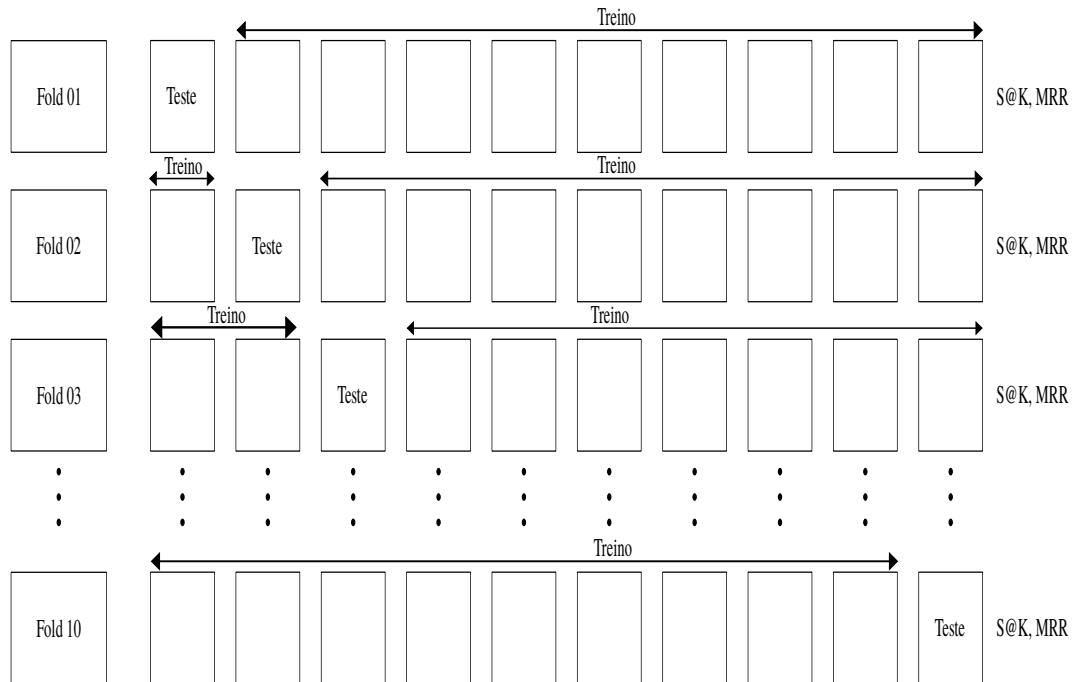 Treino
Fold 01 Teste S@K, MRR
Treino Treino
Fold 02 Teste S@K, MRR
Treino Treino
Fold 03 Teste S@K, MRR
Treino
Fold 10 Teste S@K, MRR